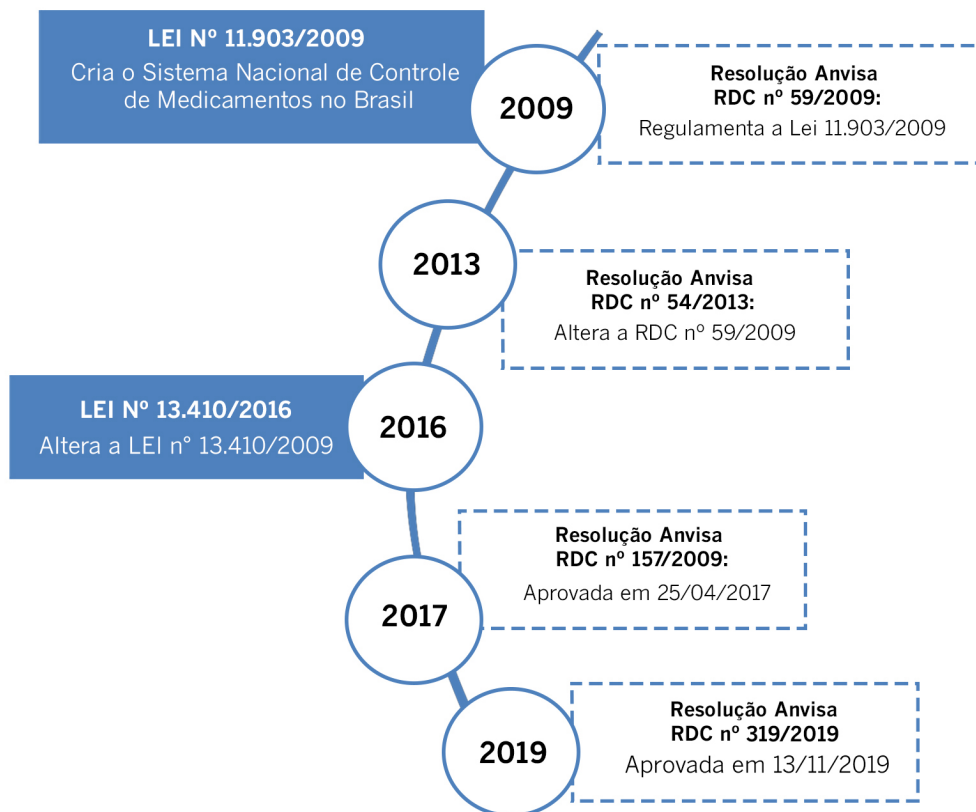 LEI Nº 11.903/2009
Cria o Sistema Nacional de Controle
de Medicamentos no Brasil
2009
Resolução Anvisa
RDC nº 59/2009:
Regulamenta a Lei 11.903/2009
2013
Resolução Anvisa
RDC nº 54/2013:
Altera a RDC nº 59/2009
LEI Nº 13.410/2016
Altera a LEI n° 13.410/2009
2016
Resolução Anvisa
RDC nº 157/2009:
Aprovada em 25/04/2017
2017
Resolução Anvisa
RDC nº 319/2019
Aprovada em 13/11/2019
2019